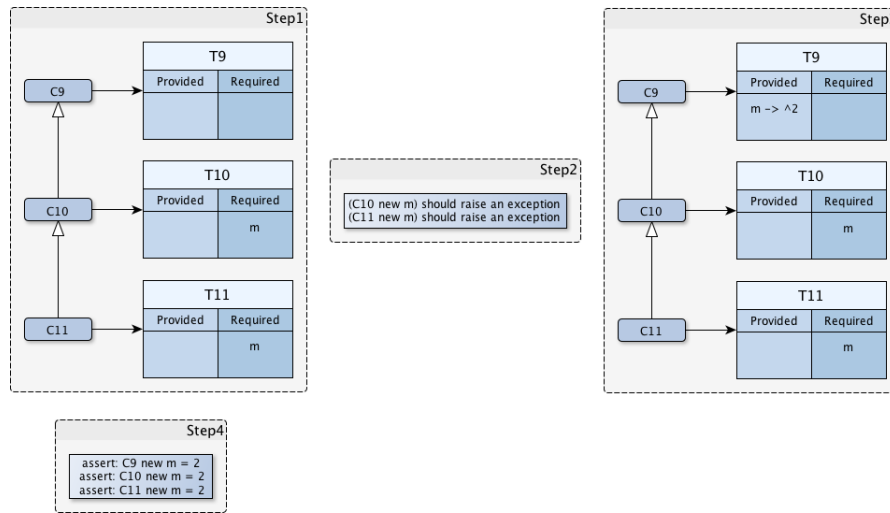 Step1
T9
Provided Required
C9
T10
Provided Required
C10
m
T11
Provided Required
C11
m
Step2
(C10 new m) should raise an exception
(C11 new m) should raise an exception
Step
T9
Provided Required
C9
m -> ^2
T10
Provided Required
C10
m
T11
Provided Required
C11
m
Step4
assert: C9 new m = 2
assert: C10 new m = 2
assert: C11 new m = 2